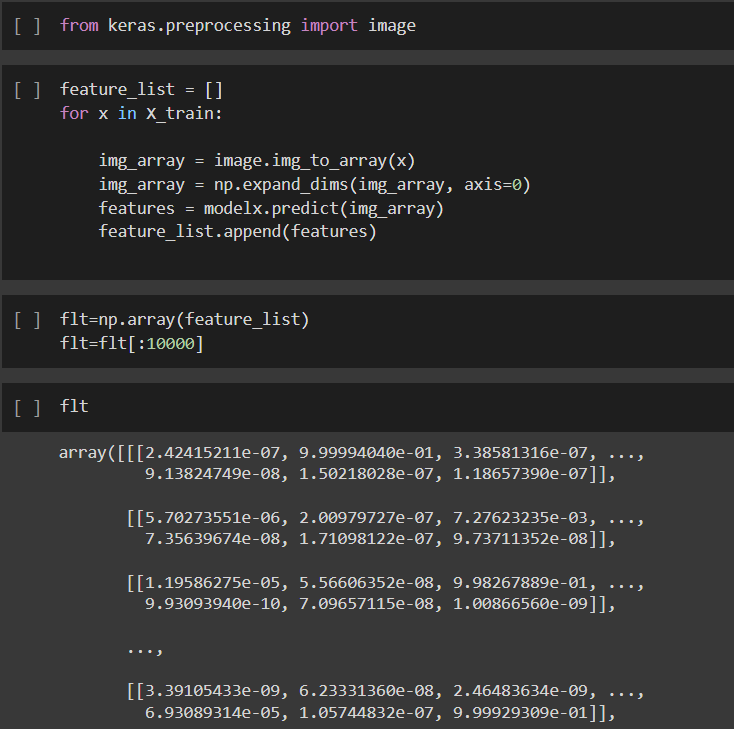 [ ] from keras.preprocessing import image
[ ] feature_list = []
for x in X_train:
img_array = image.img_to_array(x)
img_array = np.expand_dims(img_array, axis=0)
features = modelx.predict(img_array)
feature_list.append(features)
[ ] flt=np.array(feature_list)
flt=flt[:10000]
[ ] flt
array([[[2.42415211e-07, 9.99994040e-01, 3.38581316e-07, ...,
9.13824749e-08, 1.50218028e-07, 1.18657390e-07]],
[[5.70273551e-06, 2.00979727e-07, 7.27623235e-03, ...,
7.35639674e-08, 1.71098122e-07, 9.73711352e-08]],
[[1.19586275e-05, 5.56606352e-08, 9.98267889e-01, ...,
9.93093940e-10, 7.09657115e-08, 1.00866560e-09]],
...,
[[3.39105433e-09, 6.23331360e-08, 2.46483634e-09, ...,
6.93089314e-05, 1.05744832e-07, 9.99929309e-01]],